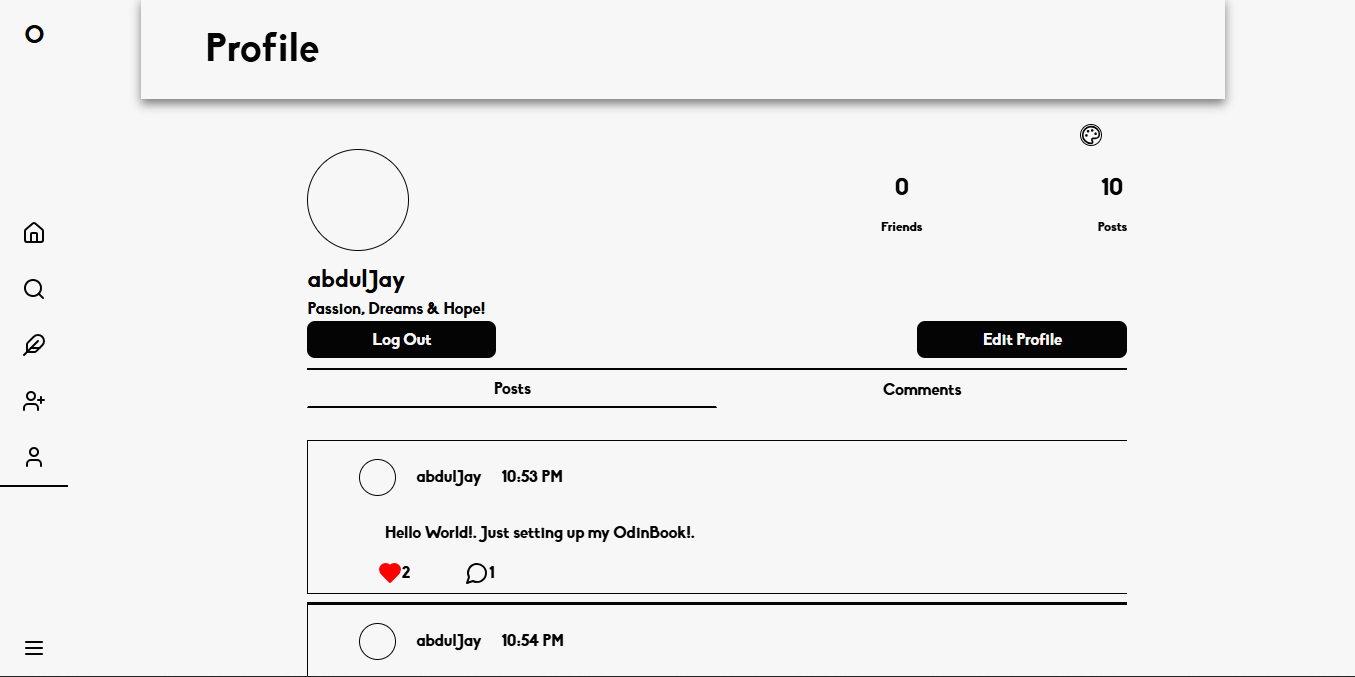 O
Profile
0
10
Friends
Posts
abdulJay
Passion, Dreams & Hope!
Log Out
Edit Profile
Posts
Comments
abdulJay 10:53 PM
Hello World!. Just setting up my OdinBook!.
2
1
abdulJay 10:54 PM